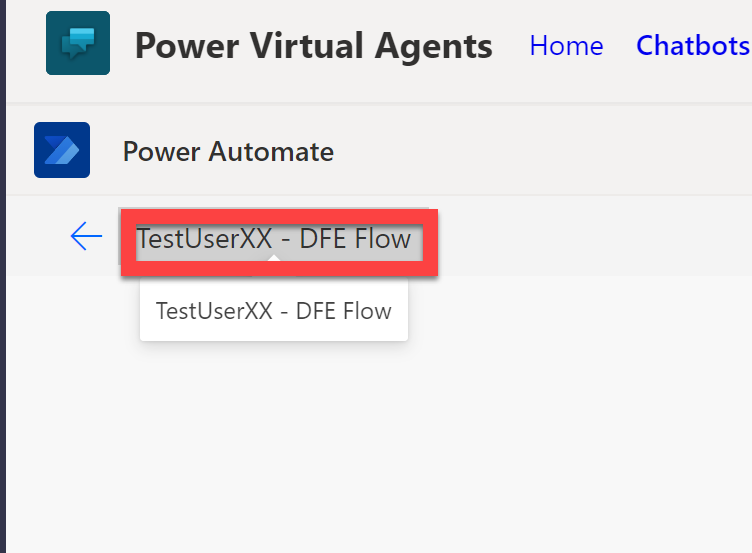 Power Virtual Agents Home Chatbots
Power Automate
TestUserXX - DFE Flow
TestUserXX - DFE Flow